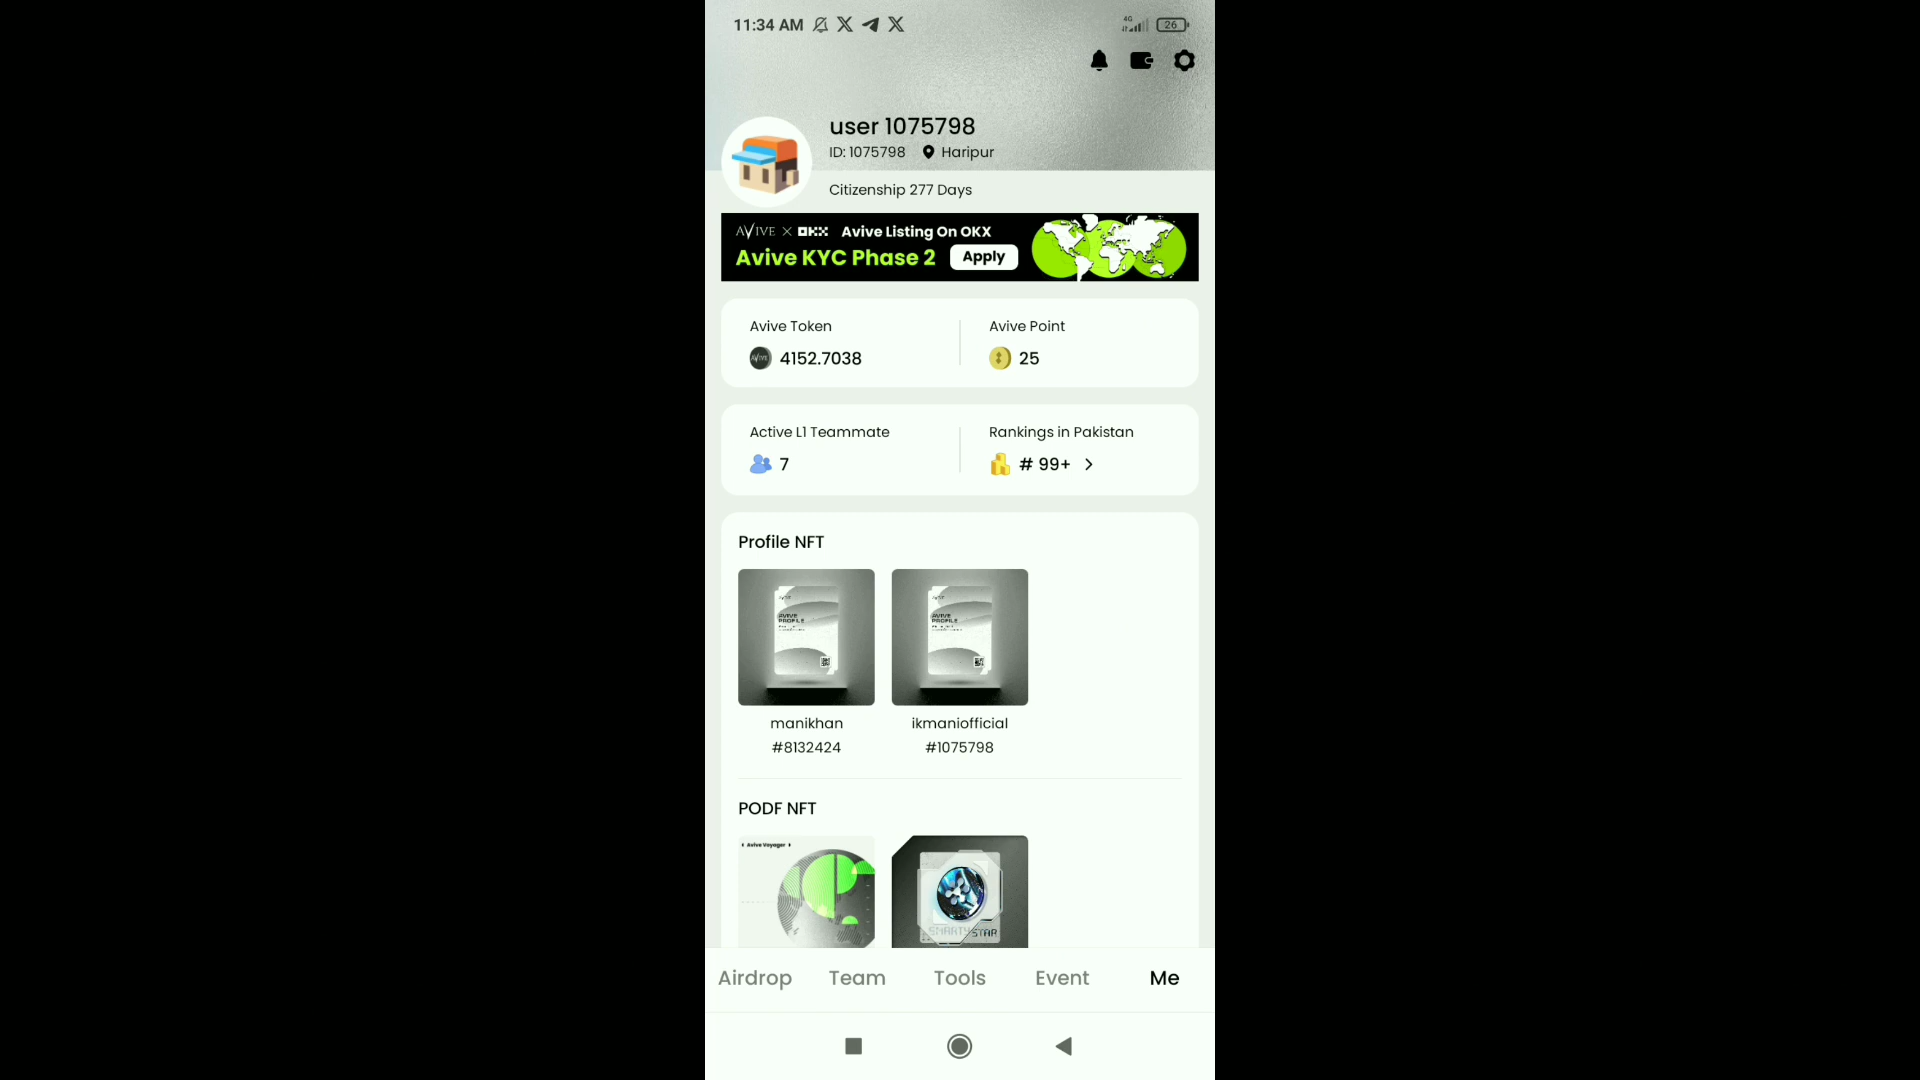 11:34 AM
4G
26
user 1075798
ID: 1075798 Haripur
Citizenship 277 Days
AVIVE X OKX Avive Listing On OKX
Avive KYC Phase 2 Apply
Avive Token
Avive Point
4152.7038
25
Active L1 Teammate
Rankings in Pakistan
7
# 99+
Profile NFT
AVIVE
PROFILE
AVIVE
PROFILE
manikhan
ikmaniofficial
#8132424
#1075798
PODF NFT
Avive Voyager
SMARTY STAR
Airdrop Team Tools Event Me